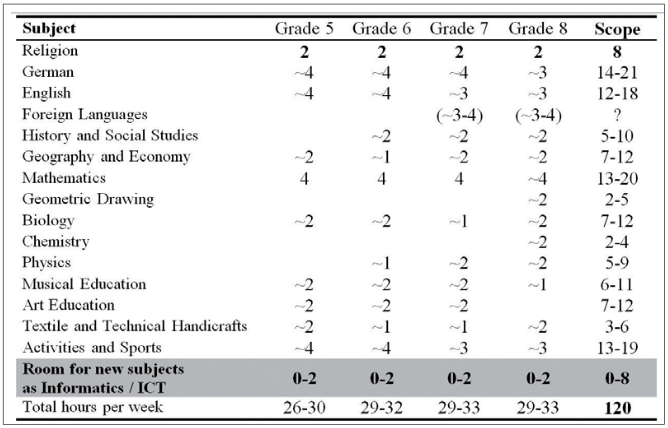 Subject Grade 5 Grade 6 Grade 7 Grade 8 Scope
Religion 2 2 2 2 8
German ~4 ~4 ~4 ~3 14-21
English ~4 ~4 ~3 ~3 12-18
Foreign Languages (~3-4) (~3-4) ?
History and Social Studies ~2 ~2 ~2 5-10
Geography and Economy ~2 ~1 ~2 ~2 7-12
Mathematics 4 4 4 ~4 13-20
Geometric Drawing ~2 2-5
Biology ~2 ~2 ~1 ~2 7-12
Chemistry ~2 2-4
Physics ~1 ~2 ~2 5-9
Musical Education ~2 ~2 ~2 ~1 6-11
Art Education ~2 ~2 ~2 7-12
Textile and Technical Handicrafts ~2 ~1 ~1 ~2 3-6
Activities and Sports ~4 ~4 ~3 ~3 13-19
Room for new subjects
as Informatics / ICT 0-2 0-2 0-2 0-2 0-8
Total hours per week 26-30 29-32 29-33 29-33 120